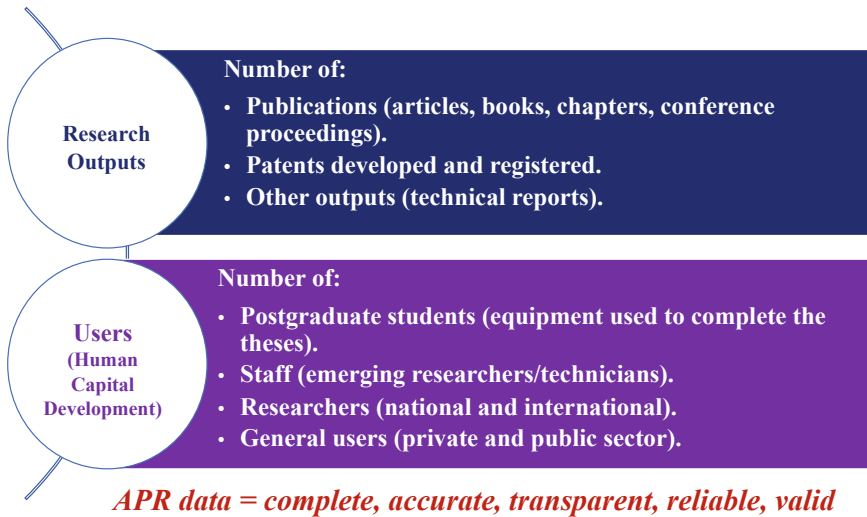 Research
Outputs
Number of:
• Publications (articles, books, chapters, conference
proceedings).
• Patents developed and registered.
• Other outputs (technical reports).
Users
(Human
Capital
Development)
Number of:
• Postgraduate students (equipment used to complete the
theses).
• Staff (emerging researchers/technicians).
• Researchers (national and international).
• General users (private and public sector).
APR data = complete, accurate, transparent, reliable, valid